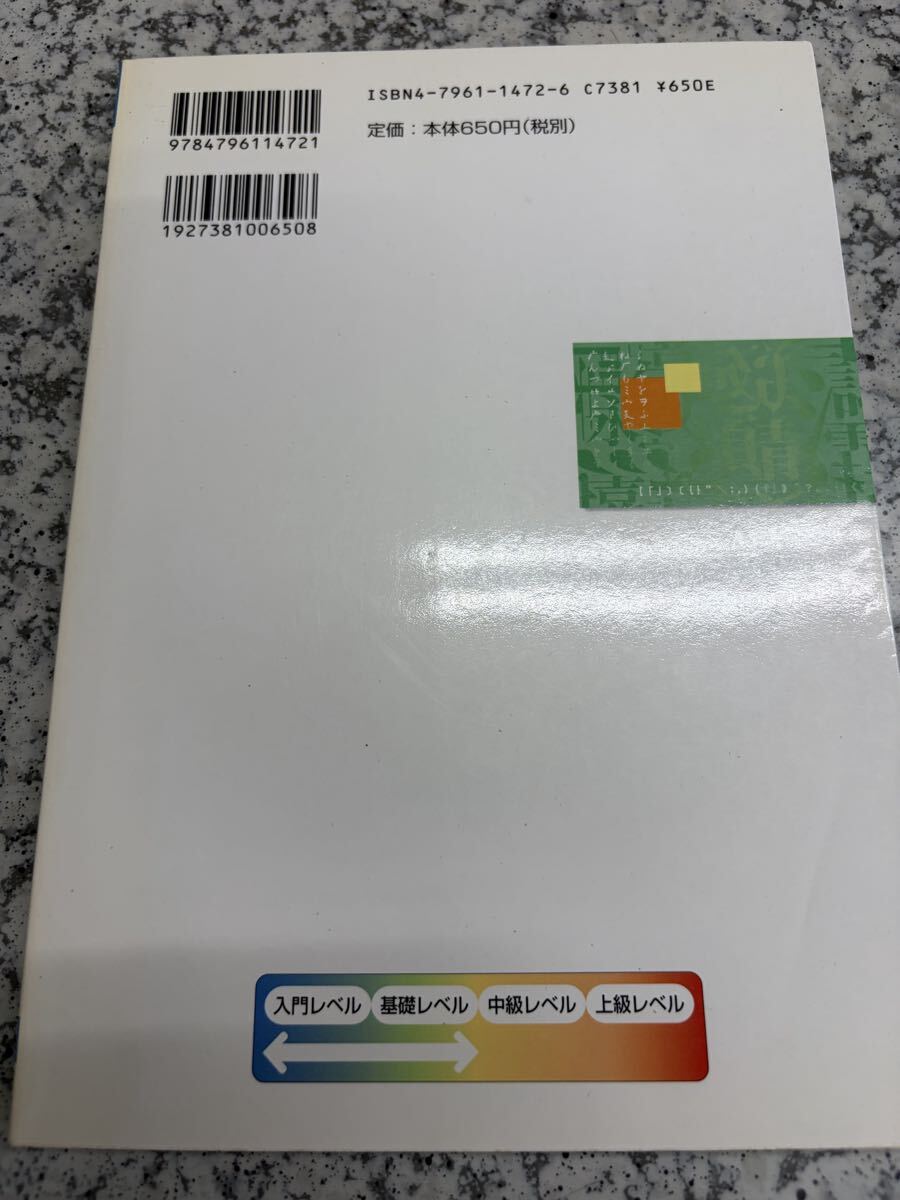 ISBN4-7961-1472-6 C7381 ¥650E
定価：本体650円(税別)
9784796114721
1927381006508
入門レベル 基礎レベル 中級レベル 上級レベル